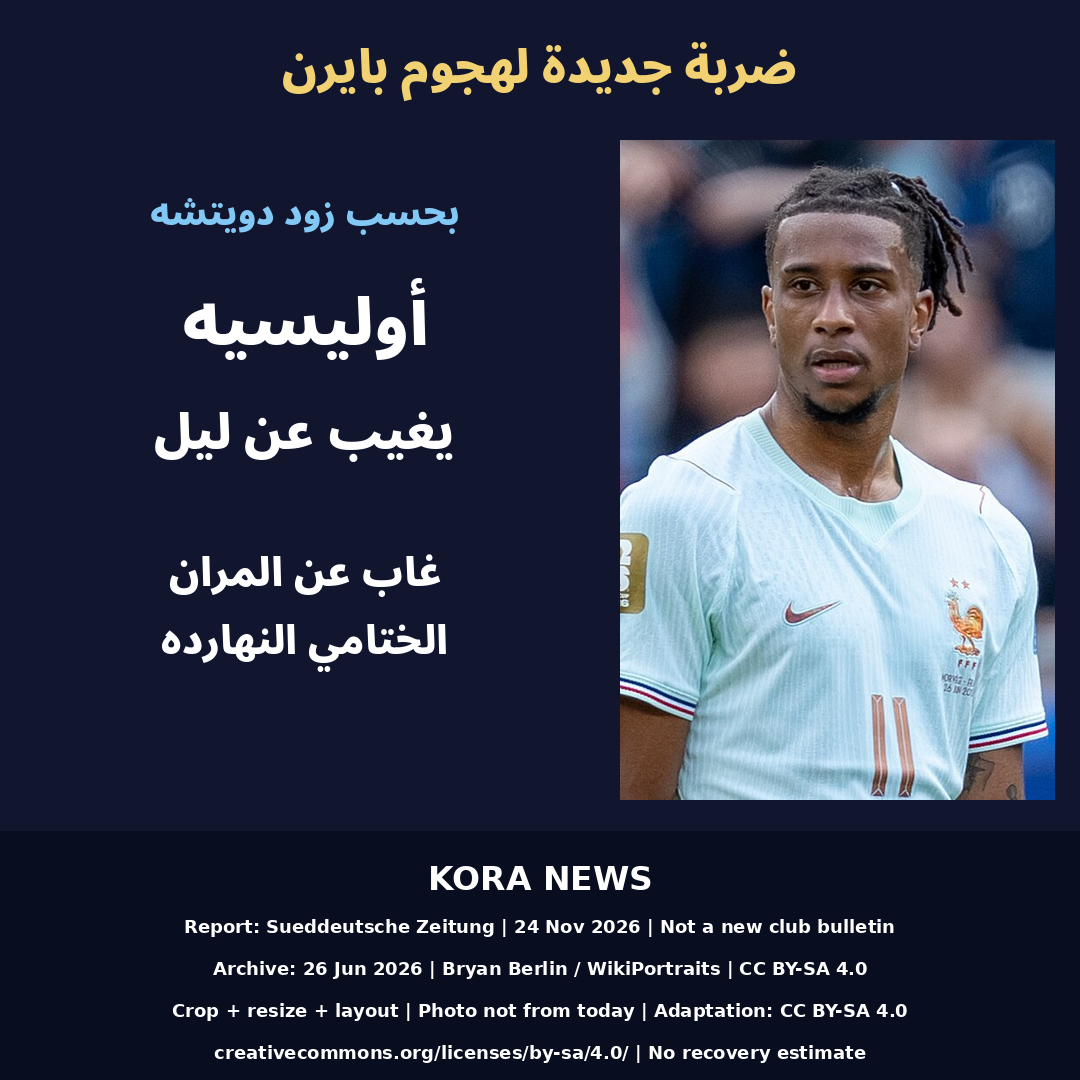 ضربة جديدة لهجوم بايرن
بحسب زود دويتشه
أوليسيه
يغيب عن ليل
غاب عن المران
الختامي النهارده
FFF
11
KORA NEWS
Report: Sueddeutsche Zeitung | 24 Nov 2026 | Not a new club bulletin
Archive: 26 Jun 2026 | Bryan Berlin / WikiPortraits | CC BY-SA 4.0
Crop + resize + layout | Photo not from today | Adaptation: CC BY-SA 4.0
creativecommons.org/licenses/by-sa/4.0/ | No recovery estimate